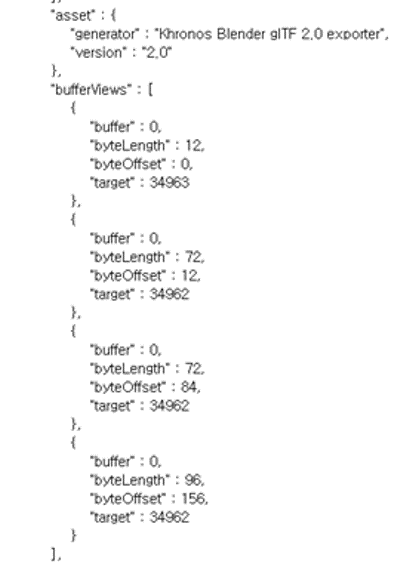 ],
"asset" : {
"generator" : "Khronos Blender glTF 2.0 exporter",
"version" : "2.0"
},
"bufferViews" : [
{
"buffer" : 0,
"byteLength" : 12,
"byteOffset" : 0,
"target" : 34963
},
{
"buffer" : 0,
"byteLength" : 72,
"byteOffset" : 12,
"target" : 34962
},
{
"buffer" : 0,
"byteLength" : 72,
"byteOffset" : 84,
"target" : 34962
},
{
"buffer" : 0,
"byteLength" : 96,
"byteOffset" : 156,
"target" : 34962
}
],